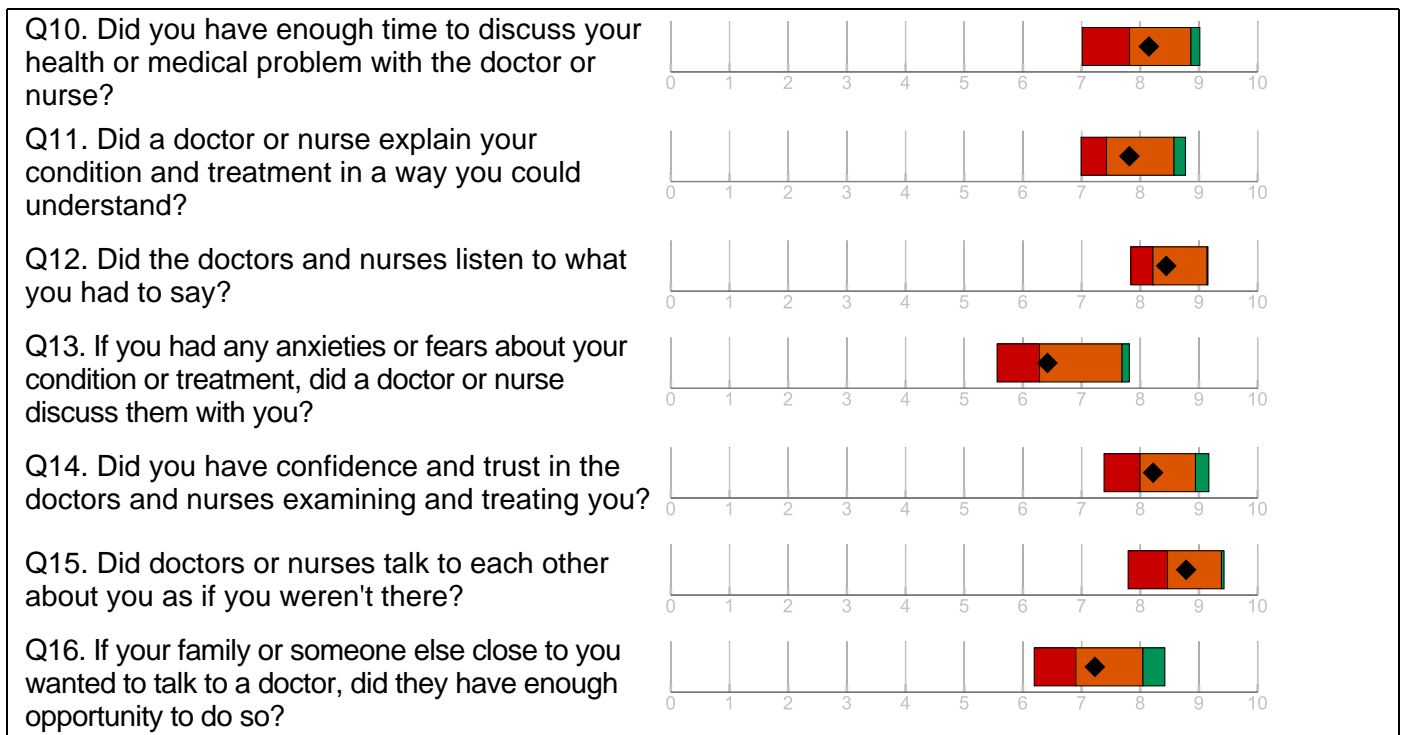 Q10. Did you have enough time to discuss your
health or medical problem with the doctor or
nurse?
0 1 2 3 4 5 6 7 8 9 10
Q11. Did a doctor or nurse explain your
condition and treatment in a way you could
understand?
0 1 2 3 4 5 6 7 8 9 10
Q12. Did the doctors and nurses listen to what
you had to say?
0 1 2 3 4 5 6 7 8 9 10
Q13. If you had any anxieties or fears about your
condition or treatment, did a doctor or nurse
discuss them with you?
0 1 2 3 4 5 6 7 8 9 10
Q14. Did you have confidence and trust in the
doctors and nurses examining and treating you?
0 1 2 3 4 5 6 7 8 9 10
Q15. Did doctors or nurses talk to each other
about you as if you weren't there?
0 1 2 3 4 5 6 7 8 9 10
Q16. If your family or someone else close to you
wanted to talk to a doctor, did they have enough
opportunity to do so?
0 1 2 3 4 5 6 7 8 9 10